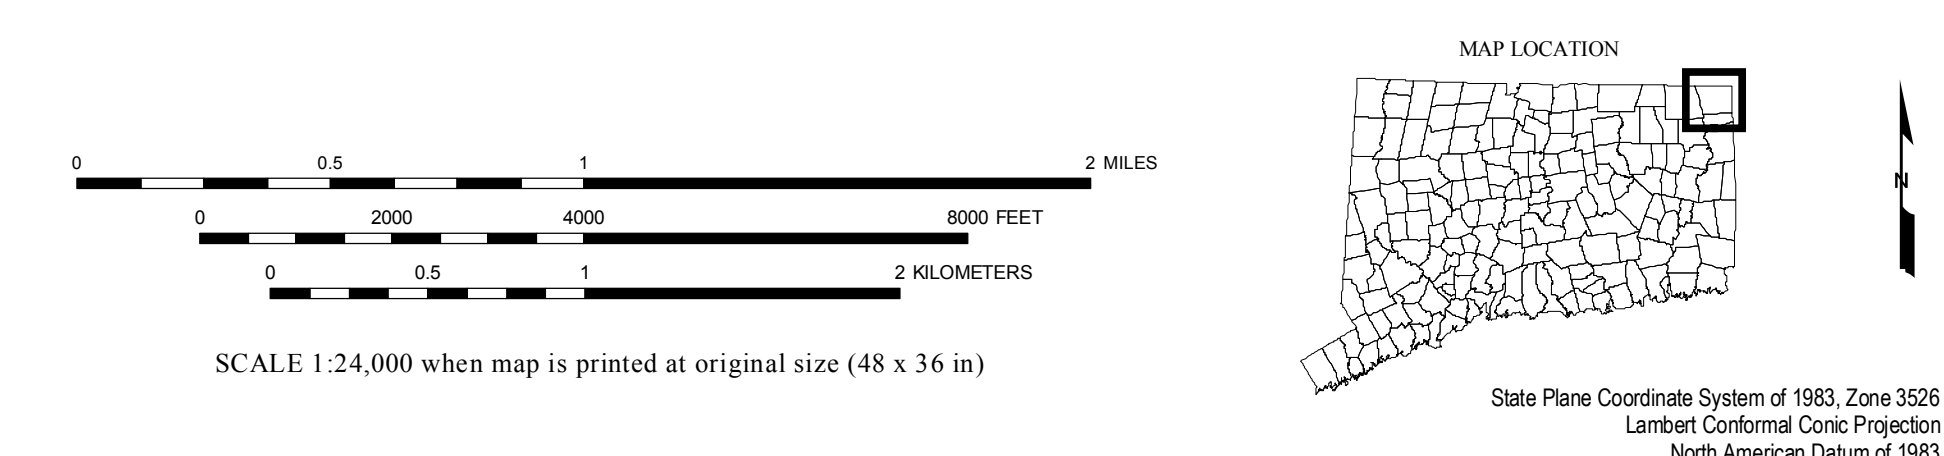 MAP LOCATION
0 0.5 1 2 MILES
0 2000 4000 8000 FEET
0 0.5 1 2 KILOMETERS
SCALE 1:24,000 when map is printed at original size (48 x 36 in)
N
State Plane Coordinate System of 1983, Zone 3526
Lambert Conformal Conic Projection
North American Datum of 1983